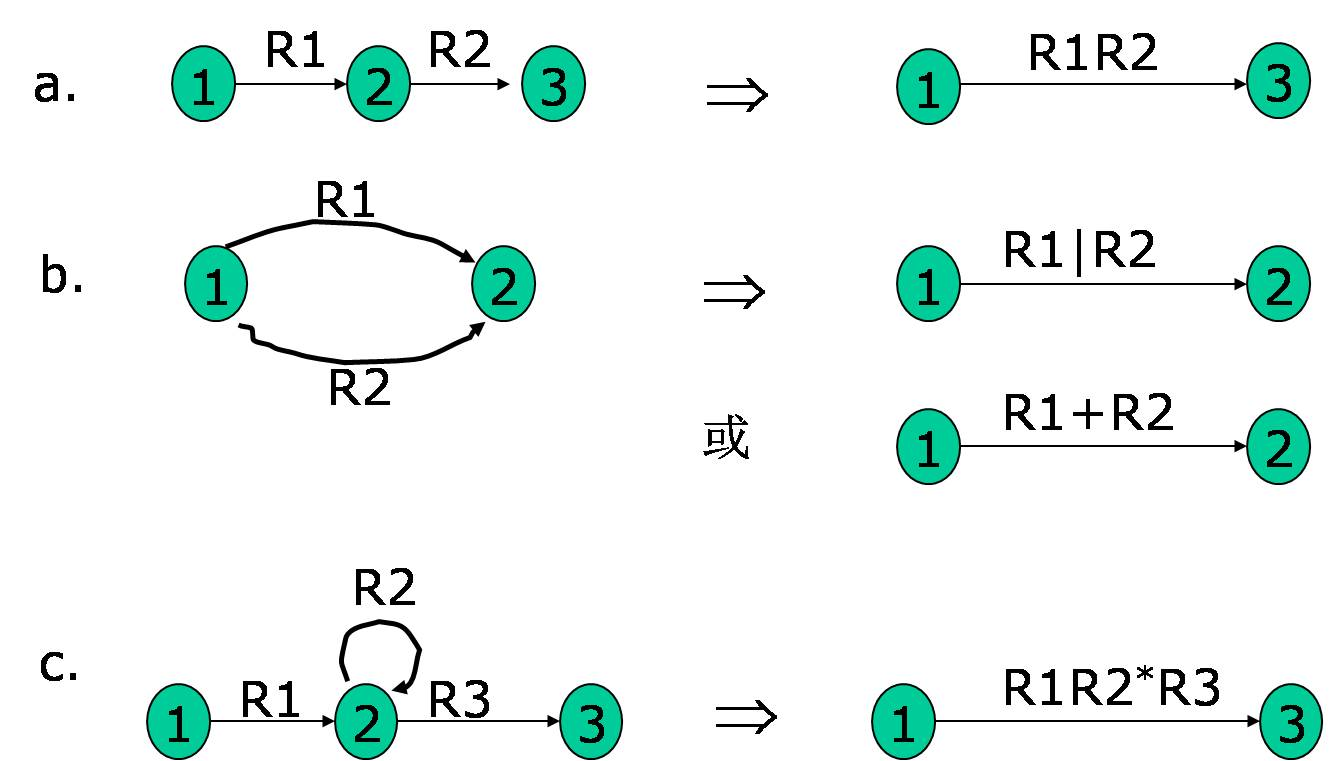 a. 1 R1 2 R2 3 ⇒ 1 R1R2 3
b. 1 R1 R2 2 ⇒ 1 R1|R2 2
或 1 R1+R2 2
c. 1 R1 2 R2 R3 3 ⇒ 1 R1R2*R3 3